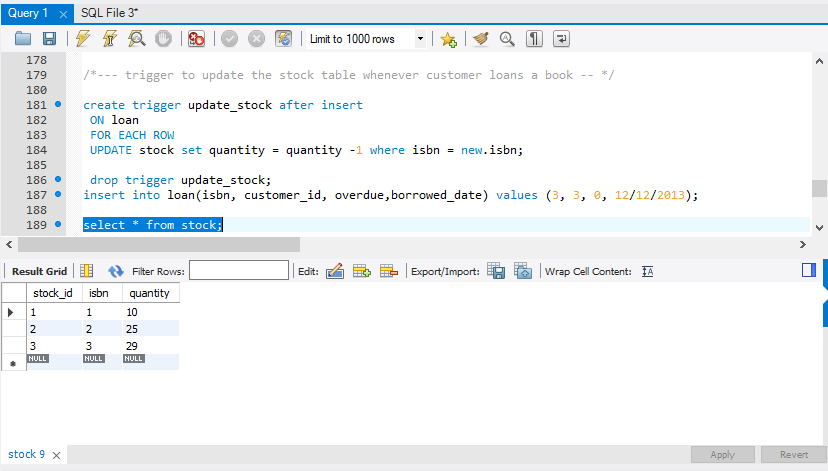 Query 1 × SQL File 3*
Limit to 1000 rows
178
179 /*--- trigger to update the stock table whenever customer loans a book -- */
180
181 create trigger update_stock after insert
182 ON loan
183 FOR EACH ROW
184 UPDATE stock set quantity = quantity -1 where isbn = new.isbn;
185
186 drop trigger update_stock;
187 insert into loan(isbn, customer_id, overdue,borrowed_date) values (3, 3, 0, 12/12/2013);
188
189 select * from stock;
Result Grid Filter Rows: Edit: Export/Import: Wrap Cell Content: IA
stock_id isbn quantity
1 1 10
2 2 25
3 3 29
NULL NULL NULL
stock 9 × Apply Revert